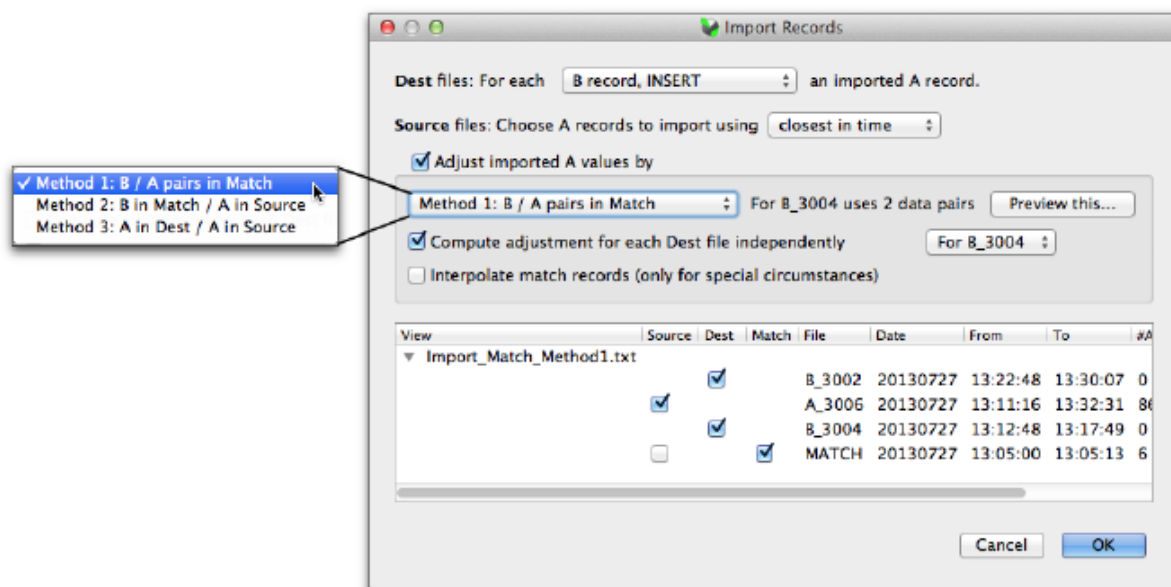 Import Records
Dest files: For each B record, INSERT an imported A record.
Source files: Choose A records to import using closest in time
Adjust imported A values by
✓ Method 1: B / A pairs in Match
Method 2: B in Match / A in Source
Method 3: A in Dest / A in Source
Method 1: B / A pairs in Match For B_3004 uses 2 data pairs Preview this...
Compute adjustment for each Dest file independently For B_3004
Interpolate match records (only for special circumstances)
View Source Dest Match File Date From To #A
Import_Match_Method1.txt
B_3002 20130727 13:22:48 13:30:07 0
A_3006 20130727 13:11:16 13:32:31 86
B_3004 20130727 13:12:48 13:17:49 0
MATCH 20130727 13:05:00 13:05:13 6
Cancel OK